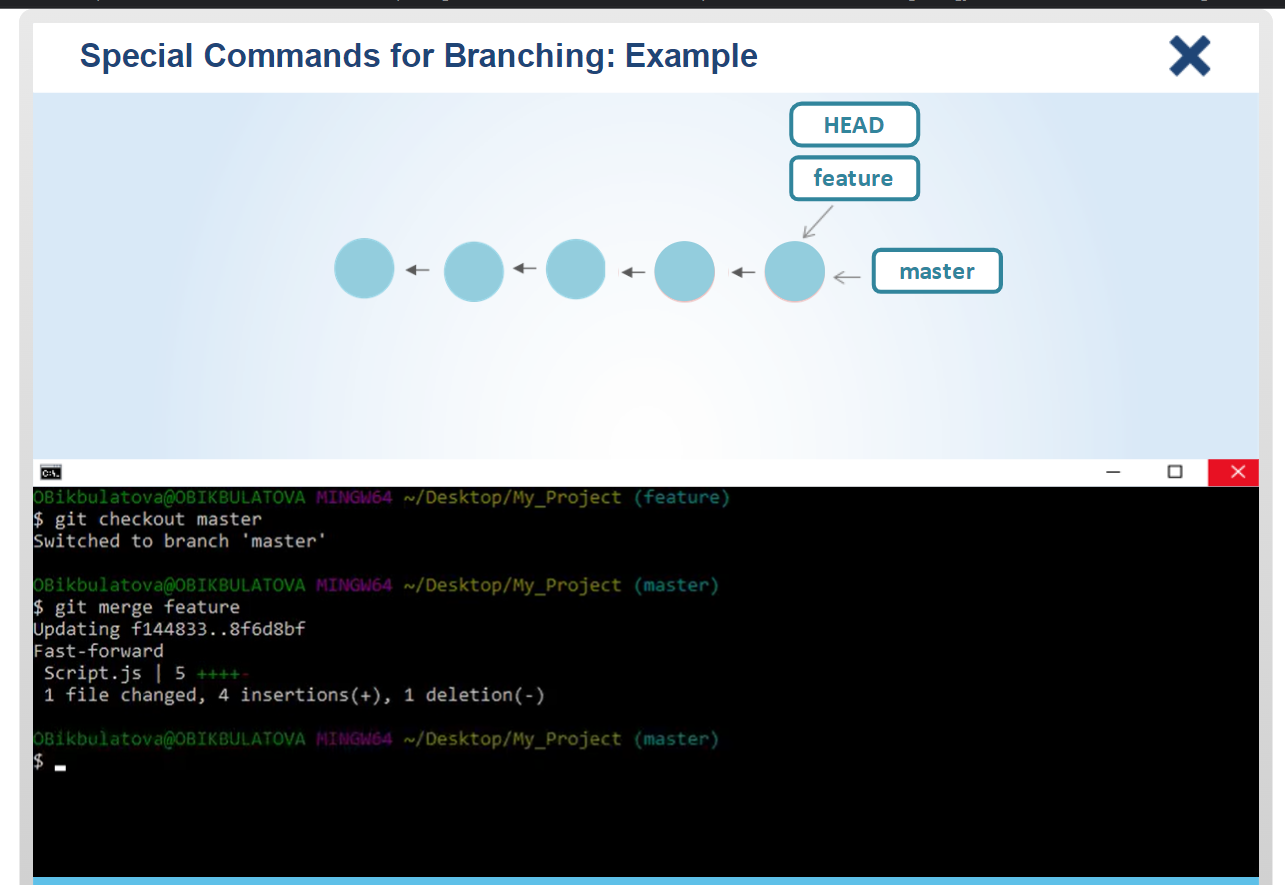 Special Commands for Branching: Example
HEAD
feature
master
OBikbulatova@OBIKBULATOVA MINGW64 ~/Desktop/My_Project (feature)
$ git checkout master
Switched to branch 'master'
OBikbulatova@OBIKBULATOVA MINGW64 ~/Desktop/My_Project (master)
$ git merge feature
Updating f144833..8f6d8bf
Fast-forward
Script.js | 5 ++++-
1 file changed, 4 insertions(+), 1 deletion(-)
OBikbulatova@OBIKBULATOVA MINGW64 ~/Desktop/My_Project (master)
$